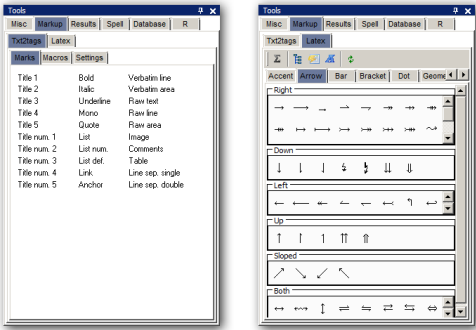 Tools
Misc Markup Results Spell Database R
Txt2tags Latex
Marks Macros Settings
Title 1 Bold Verbatim line
Title 2 Italic Verbatim area
Title 3 Underline Raw text
Title 4 Mono Raw line
Title 5 Quote Raw area
Title num. 1 List Image
Title num. 2 List num. Comments
Title num. 3 List def. Table
Title num. 4 Link Line sep. single
Title num. 5 Anchor Line sep. double
Tools
Misc Markup Results Spell Database R
Txt2tags Latex
Accent Arrow Bar Bracket Dot Geome
Right
Down
Left
Up
Sloped
Both